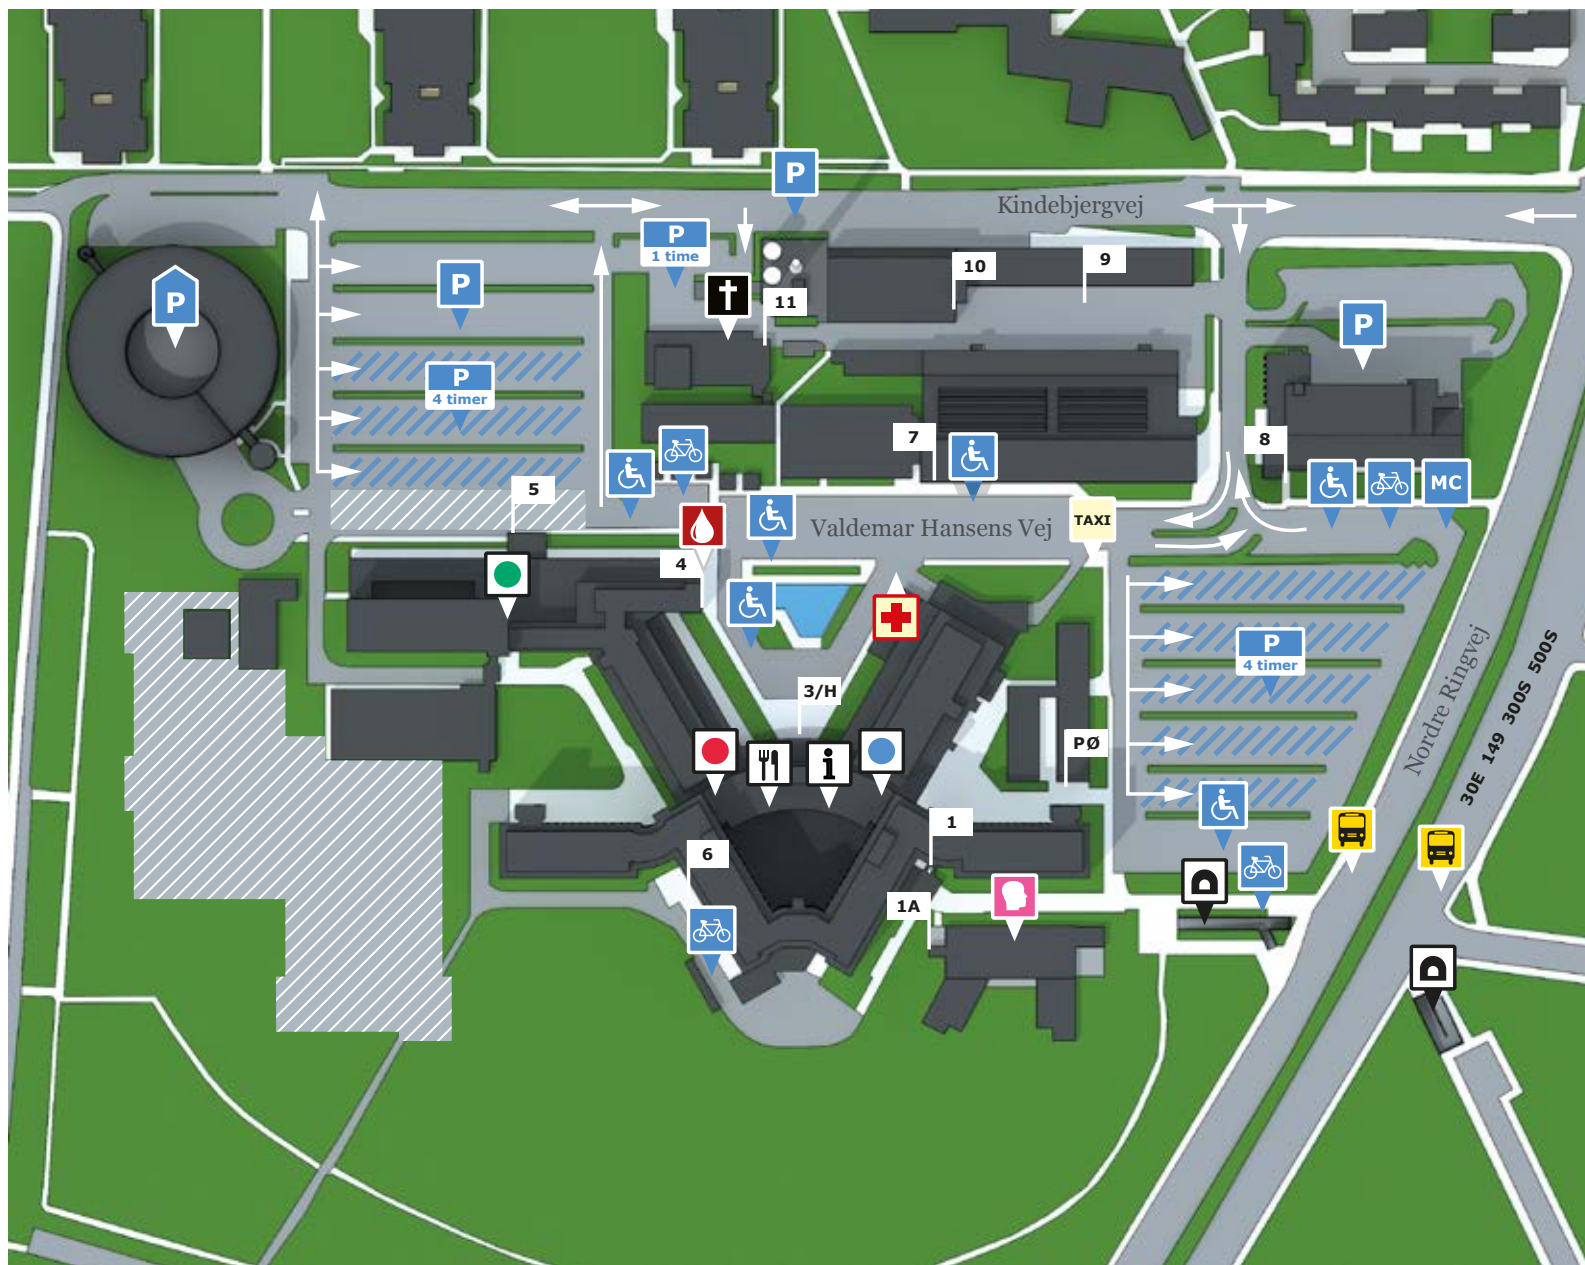 P
Kindebjergvej
P
1 time
10
9
P
P
11
P
P
4 timer
7
8
MC
5
TAXI
Valdemar Hansens Vej
4
P
4 timer
3/H
Nordre Ringvej
30E 149 300S 500S
PØ
i
1
6
D
1A
D